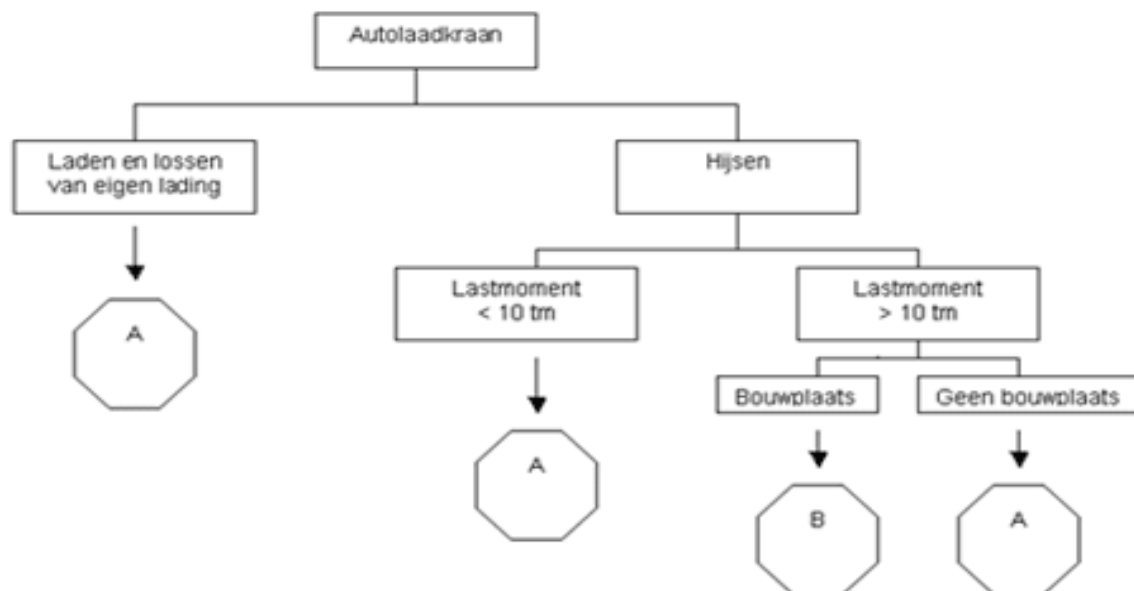 Autolaadkraan
Laden en lossen
van eigen lading
Hijsen
Lastmoment
< 10 tm
Lastmoment
> 10 tm
Bouwplaats
Geen bouwplaats
A
A
B
A